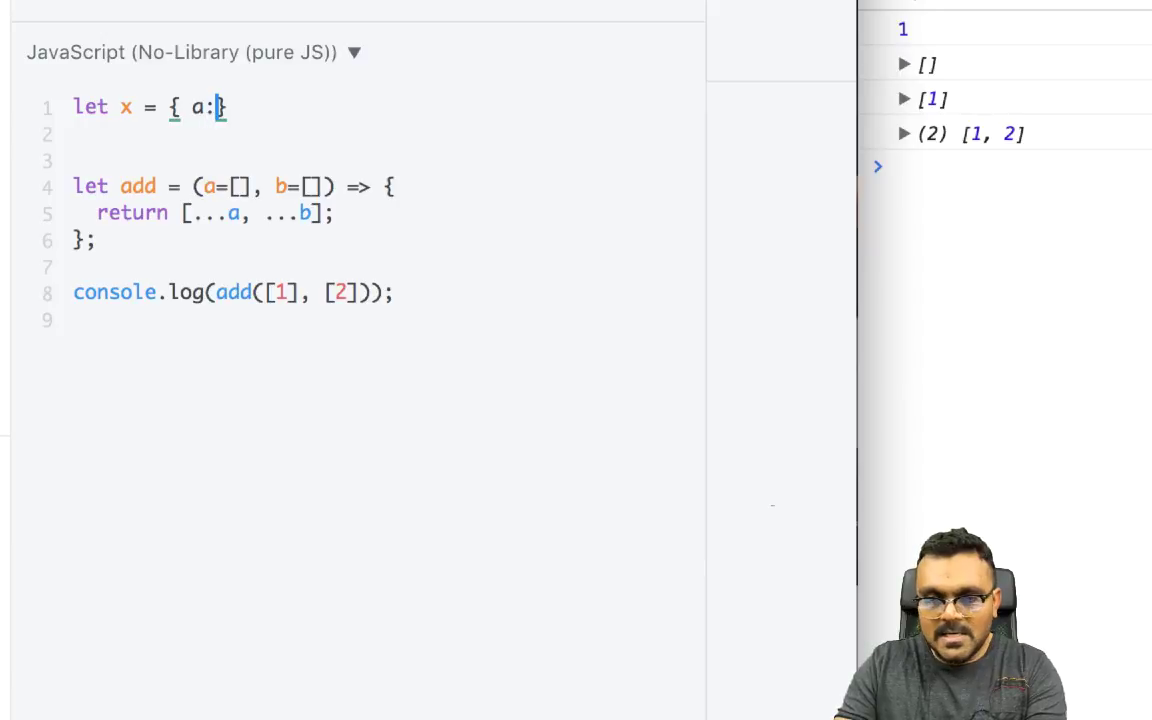 JavaScript (No-Library (pure JS)) ▼
1 let x = { a:}
2
3
4 let add = (a=[], b=[]) => {
5   return [...a, ...b];
6 };
7
8 console.log(add([1], [2]));
9
1
▶ []
▶ [1]
▶ (2) [1, 2]
>